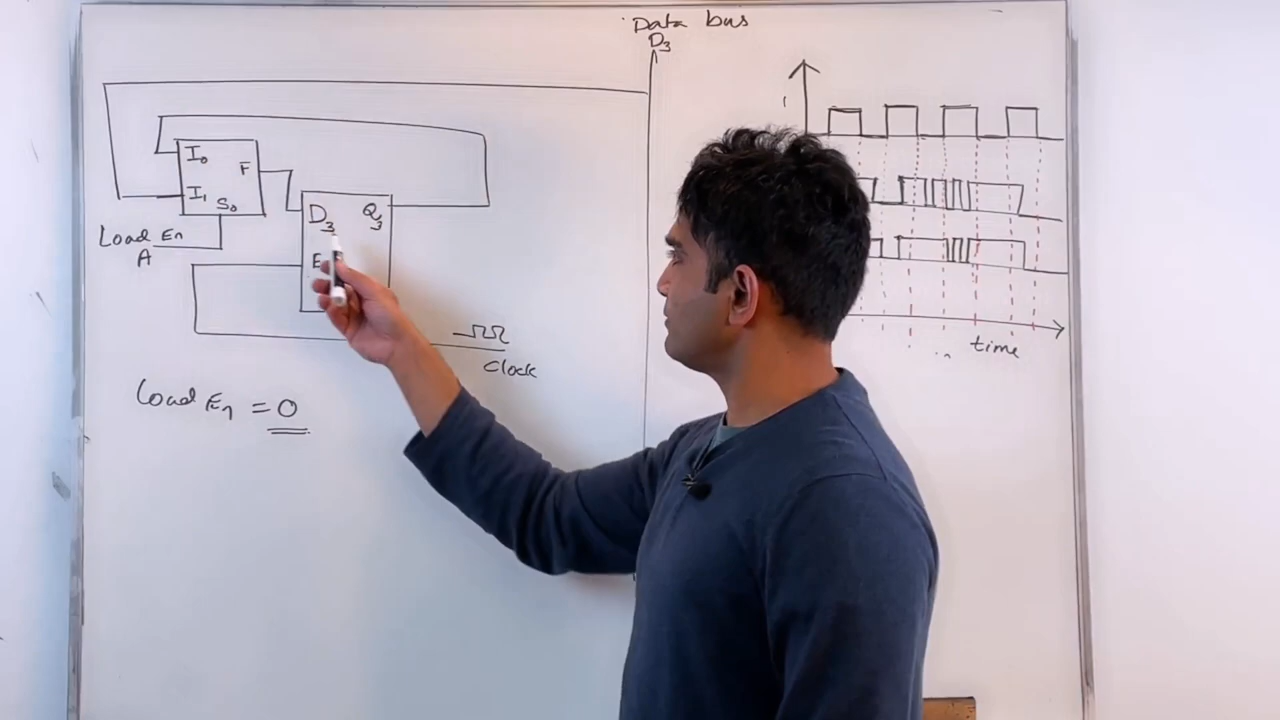 Data bus
D3
I0
F
I1
S0
Load En
A
D3
Q3
E
Clock
Load En = 0
1
.. time